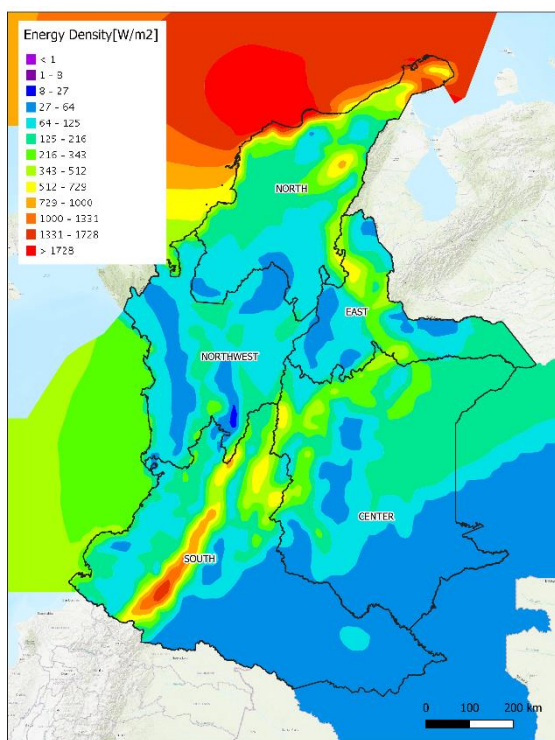 Energy Density[W/m2]
< 1
1 - 8
8 - 27
27 - 64
64 - 125
125 - 216
216 - 343
343 - 512
512 - 729
729 - 1000
1000 - 1331
1331 - 1728
> 1728
NORTH
EAST
NORTHWEST
CENTER
SOUTH
0 100 200 km